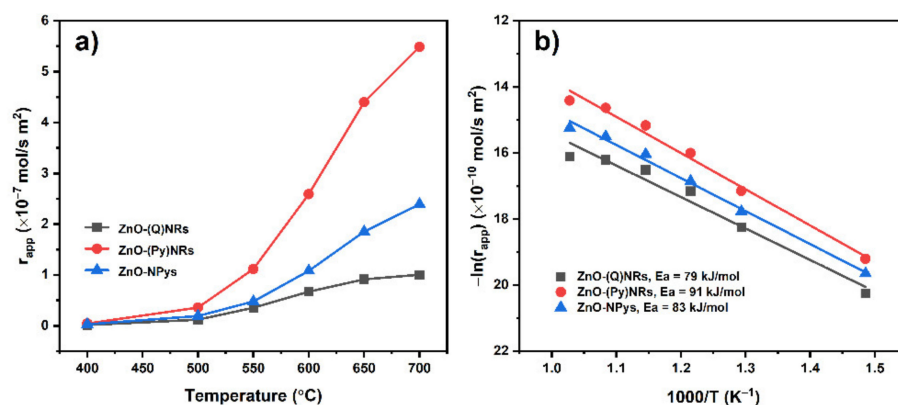 a)
r_app (×10⁻⁷ mol/s m²)
6
5
4
3
2
1
0
ZnO-(Q)NRs
ZnO-(Py)NRs
ZnO-NPys
400 450 500 550 600 650 700
Temperature (°C)
b)
−ln(r_app) (×10⁻¹⁰ mol/s m²)
12
14
16
18
20
22
ZnO-(Q)NRs, Ea = 79 kJ/mol
ZnO-(Py)NRs, Ea = 91 kJ/mol
ZnO-NPys, Ea = 83 kJ/mol
1.0 1.1 1.2 1.3 1.4 1.5
1000/T (K⁻¹)